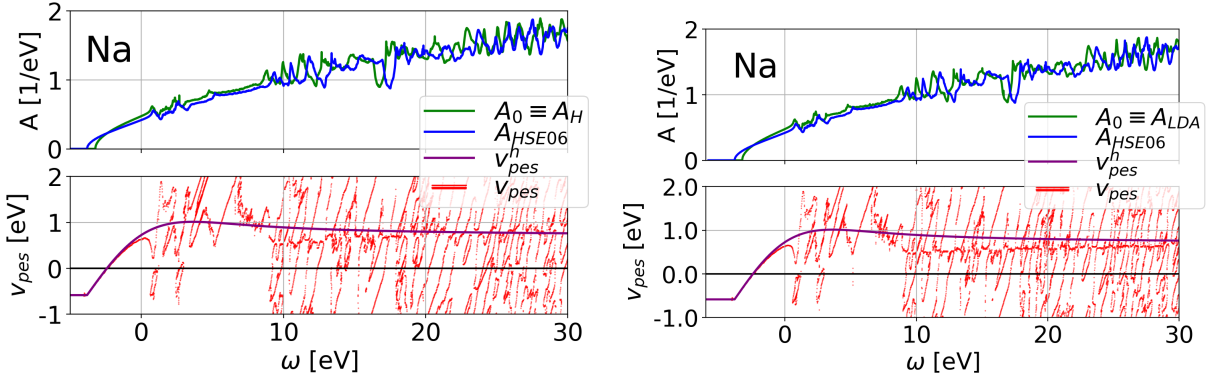 2
1
0
A [1/eV]
Na
A₀ ≡ A_H
A_HSE06
v^h_pes
v_pes
2
1
0
-1
v_pes [eV]
0
10
20
30
ω [eV]
2
1
0
A [1/eV]
Na
A₀ ≡ A_LDA
A_HSE06
v^h_pes
v_pes
2.0
1.0
0.0
-1.0
v_pes [eV]
0
10
20
30
ω [eV]